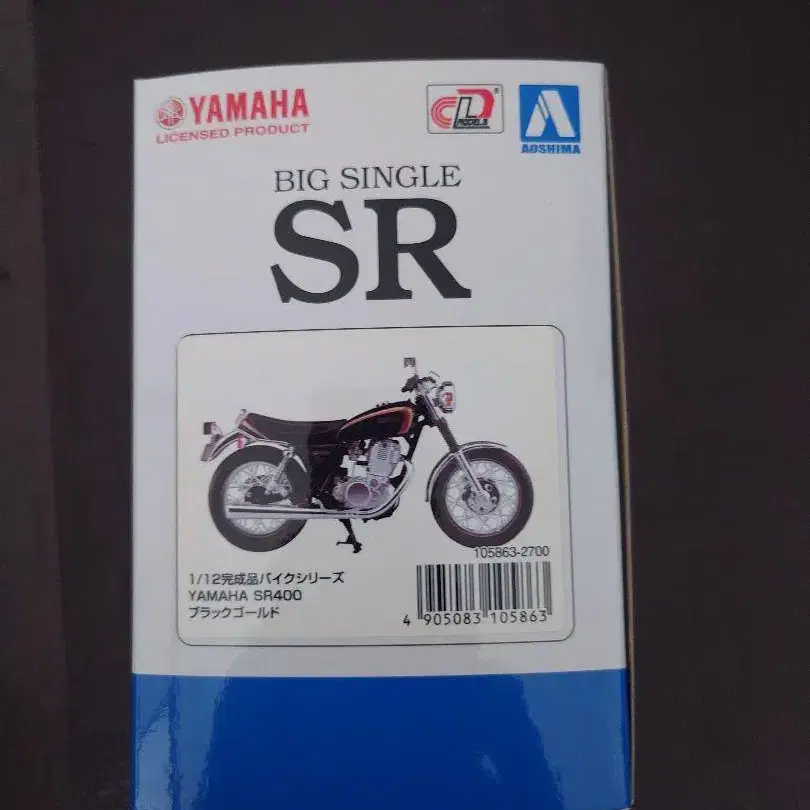 YAMAHA
LICENSED PRODUCT
AOSHIMA
BIG SINGLE
SR
105863-2700
1/12完成品バイクシリーズ
YAMAHA SR400
ブラックゴールド
4 905083 105863